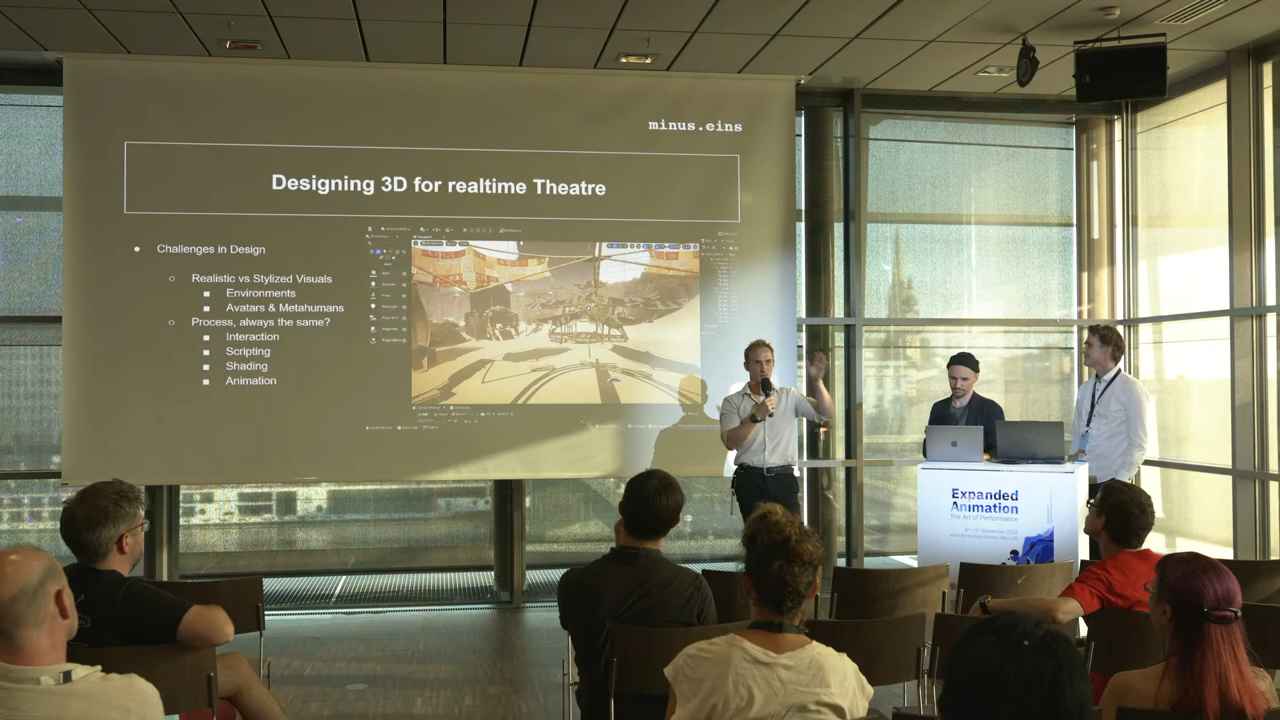 minus.eins
Designing 3D for realtime Theatre
Challenges in Design
Realistic vs Stylized Visuals
Environments
Avatars & Metahumans
Process, always the same?
Interaction
Scripting
Shading
Animation
Expanded
Animation
The Art of Performance